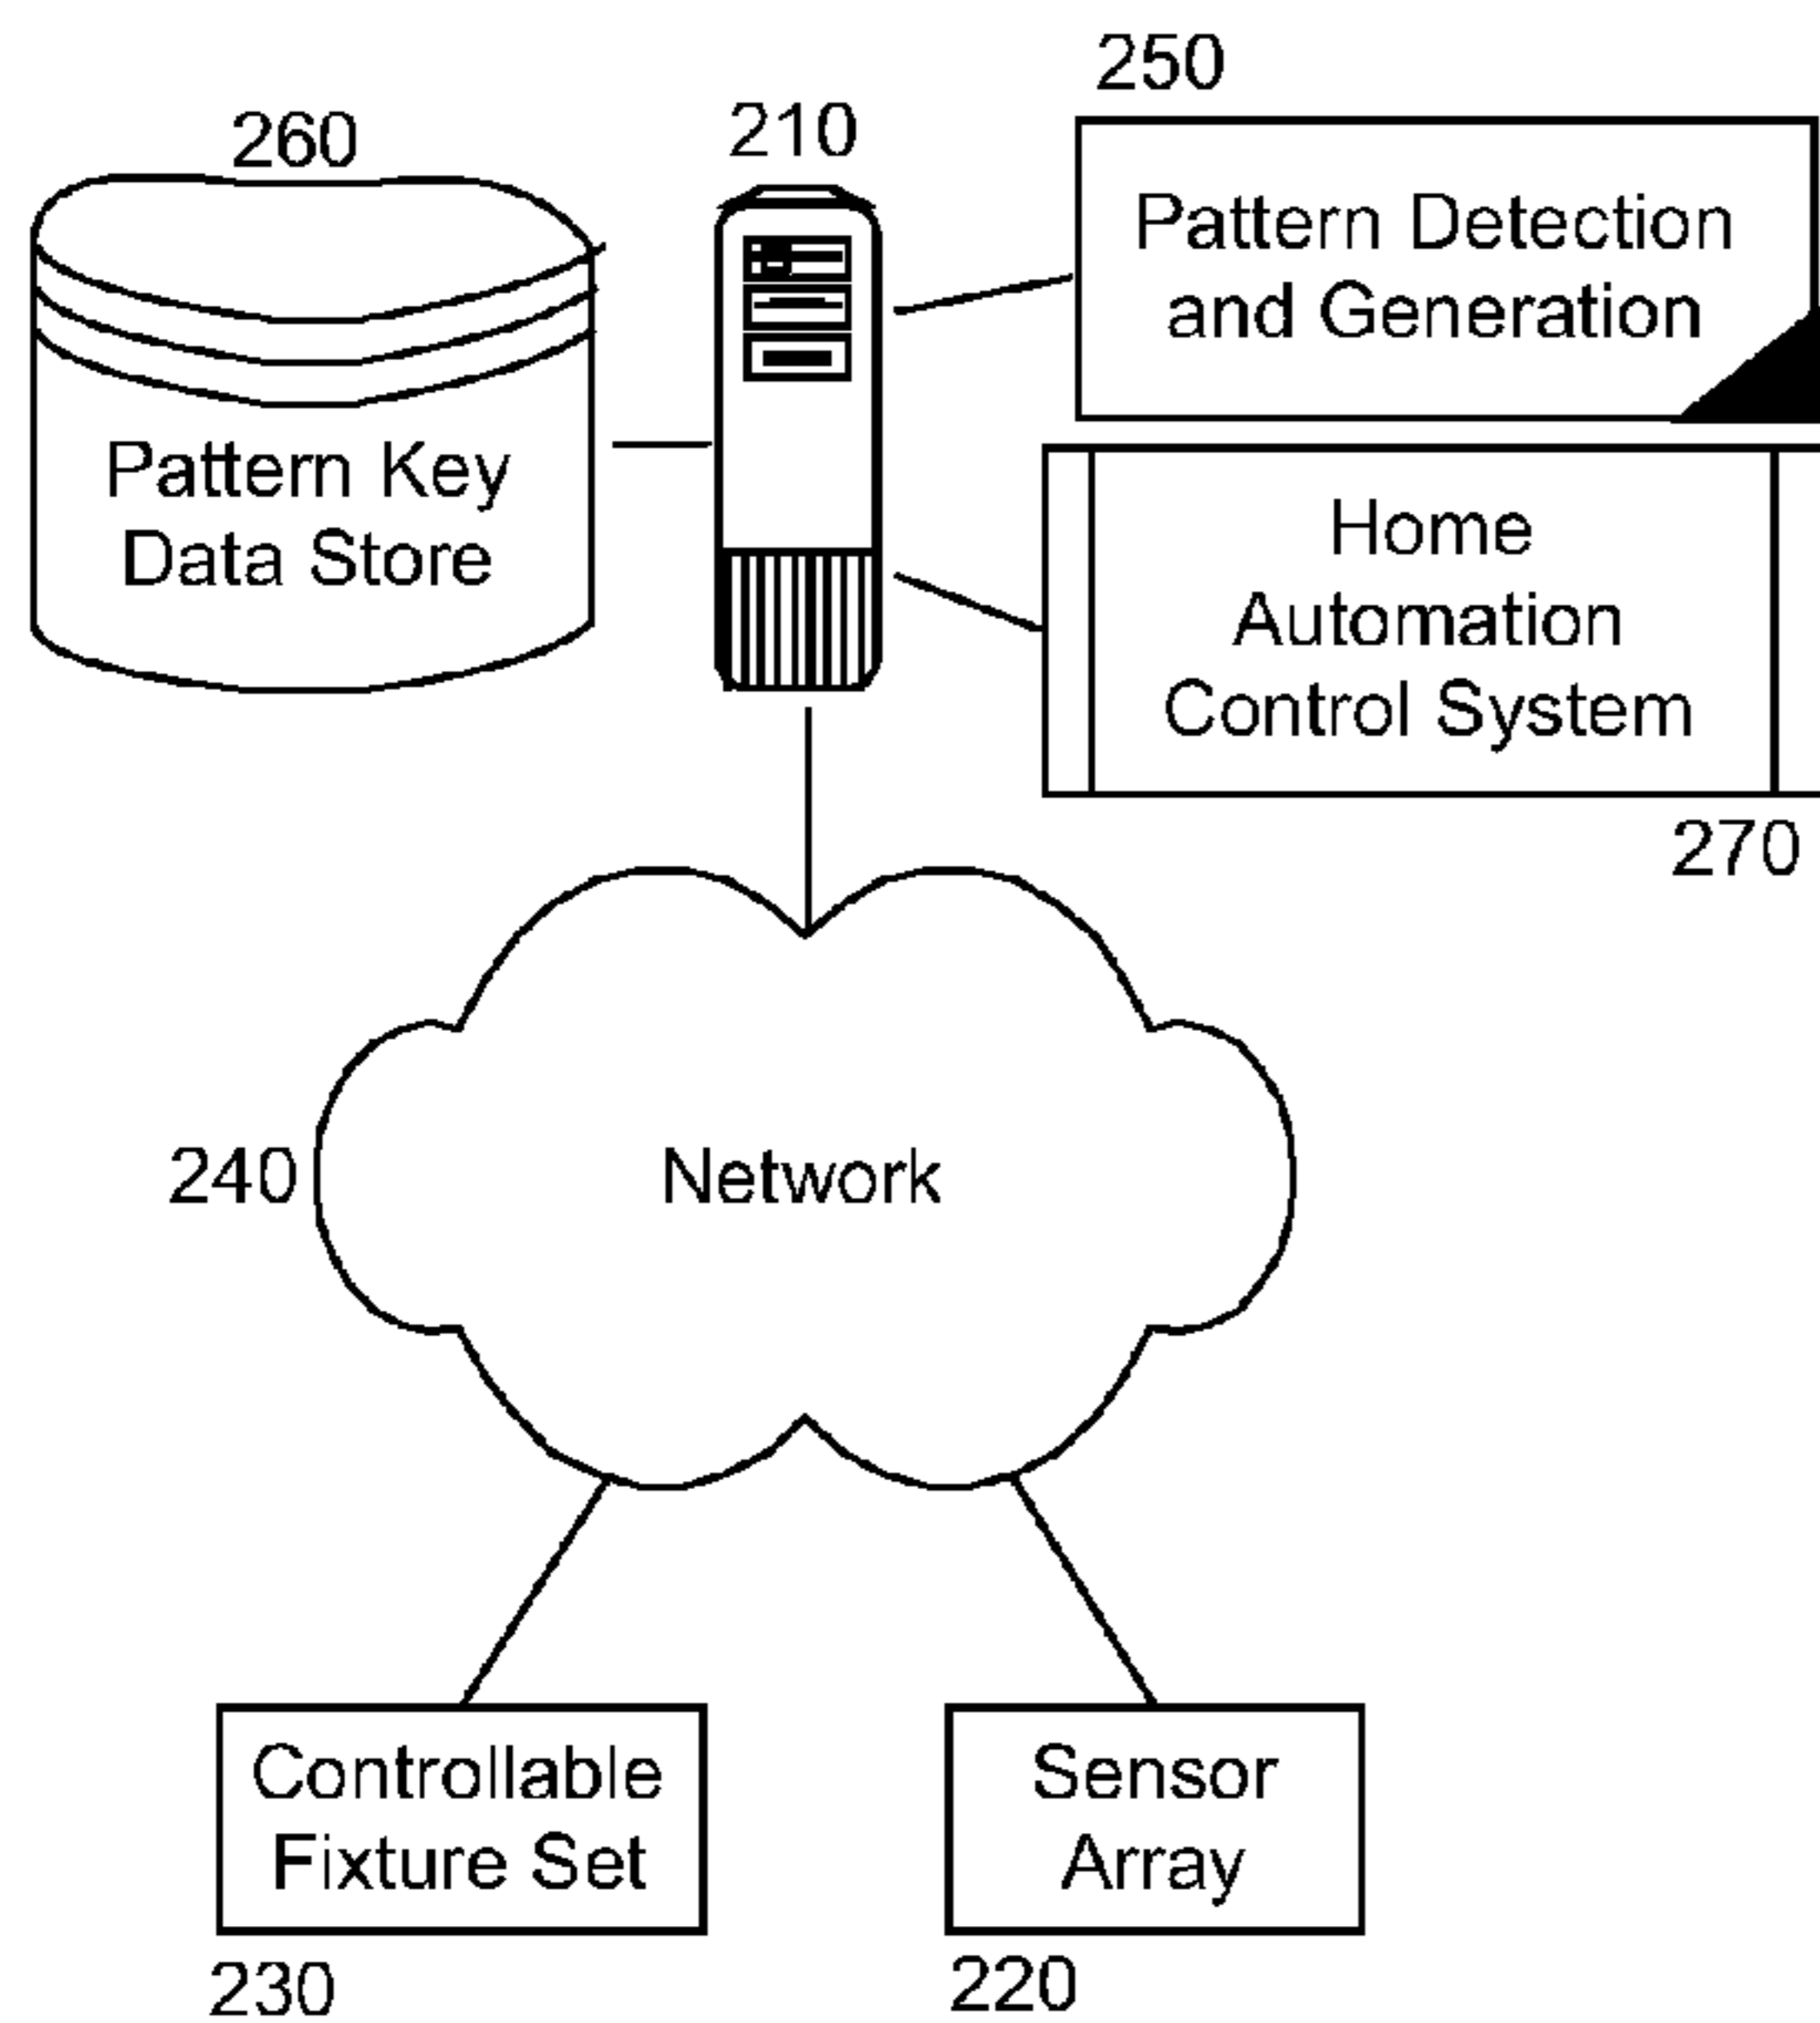 250
260
210
Pattern Detection
and Generation
Pattern Key
Data Store
Home
Automation
Control System
270
240
Network
Controllable
Fixture Set
Sensor
Array
230
220